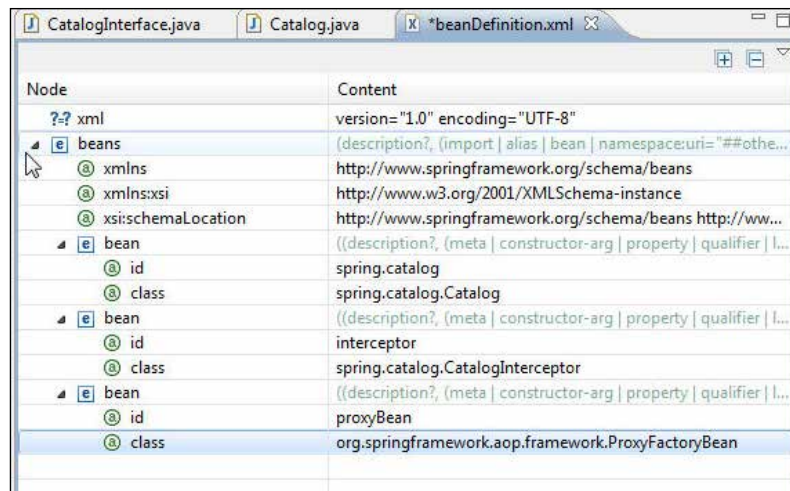 CatalogInterface.java Catalog.java *beanDefinition.xml
Node Content
?=? xml version="1.0" encoding="UTF-8"
e beans (description?, (import | alias | bean | namespace:uri="##othe...
a xmlns http://www.springframework.org/schema/beans
a xmlns:xsi http://www.w3.org/2001/XMLSchema-instance
a xsi:schemaLocation http://www.springframework.org/schema/beans http://ww...
e bean ((description?, (meta | constructor-arg | property | qualifier | l...
a id spring.catalog
a class spring.catalog.Catalog
e bean ((description?, (meta | constructor-arg | property | qualifier | l...
a id interceptor
a class spring.catalog.CatalogInterceptor
e bean ((description?, (meta | constructor-arg | property | qualifier | l...
a id proxyBean
a class org.springframework.aop.framework.ProxyFactoryBean